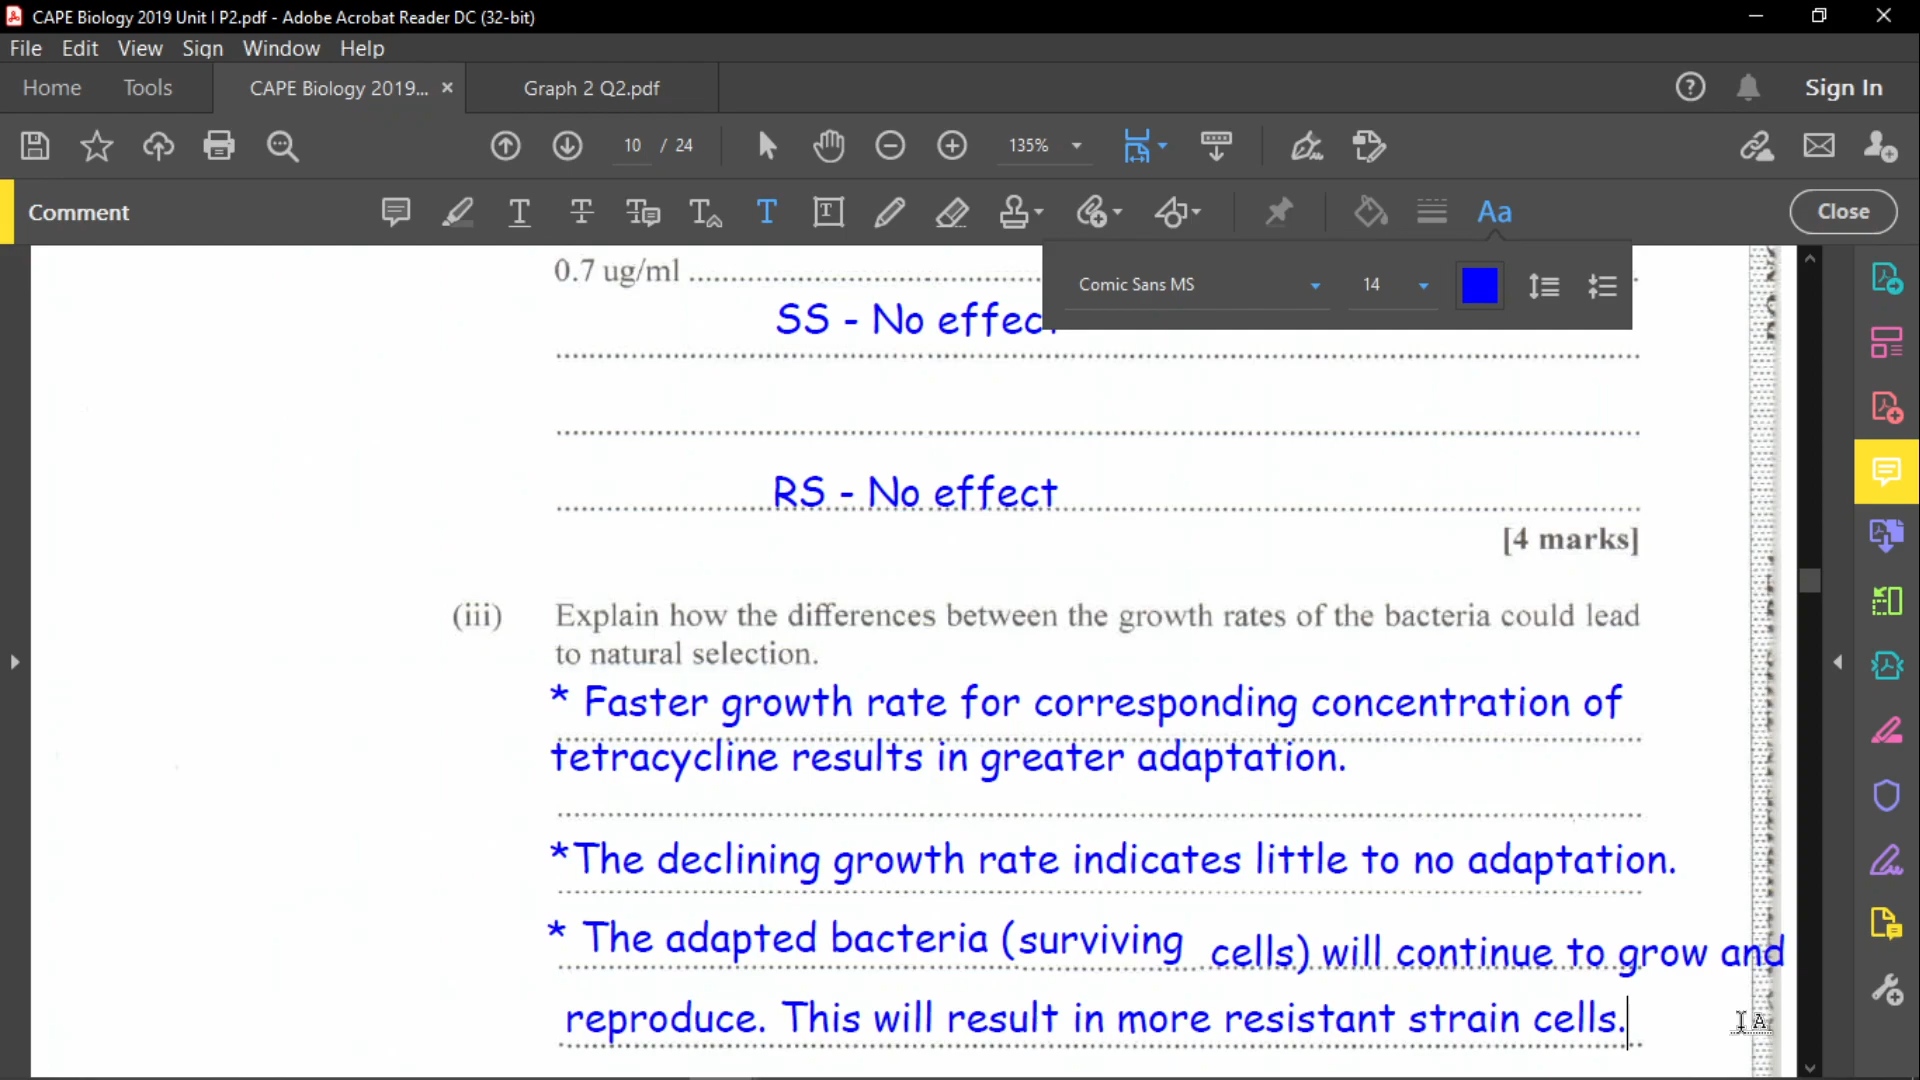 CAPE Biology 2019 Unit I P2.pdf - Adobe Acrobat Reader DC (32-bit)
File Edit View Sign Window Help
Home Tools CAPE Biology 2019... × Graph 2 Q2.pdf Sign In
10 / 24 135%
Comment Aa Close
Comic Sans MS 14
0.7 ug/ml
SS - No effect
RS - No effect
[4 marks]
(iii) Explain how the differences between the growth rates of the bacteria could lead
to natural selection.
* Faster growth rate for corresponding concentration of
tetracycline results in greater adaptation.
*The declining growth rate indicates little to no adaptation.
* The adapted bacteria (surviving cells) will continue to grow and
reproduce. This will result in more resistant strain cells.